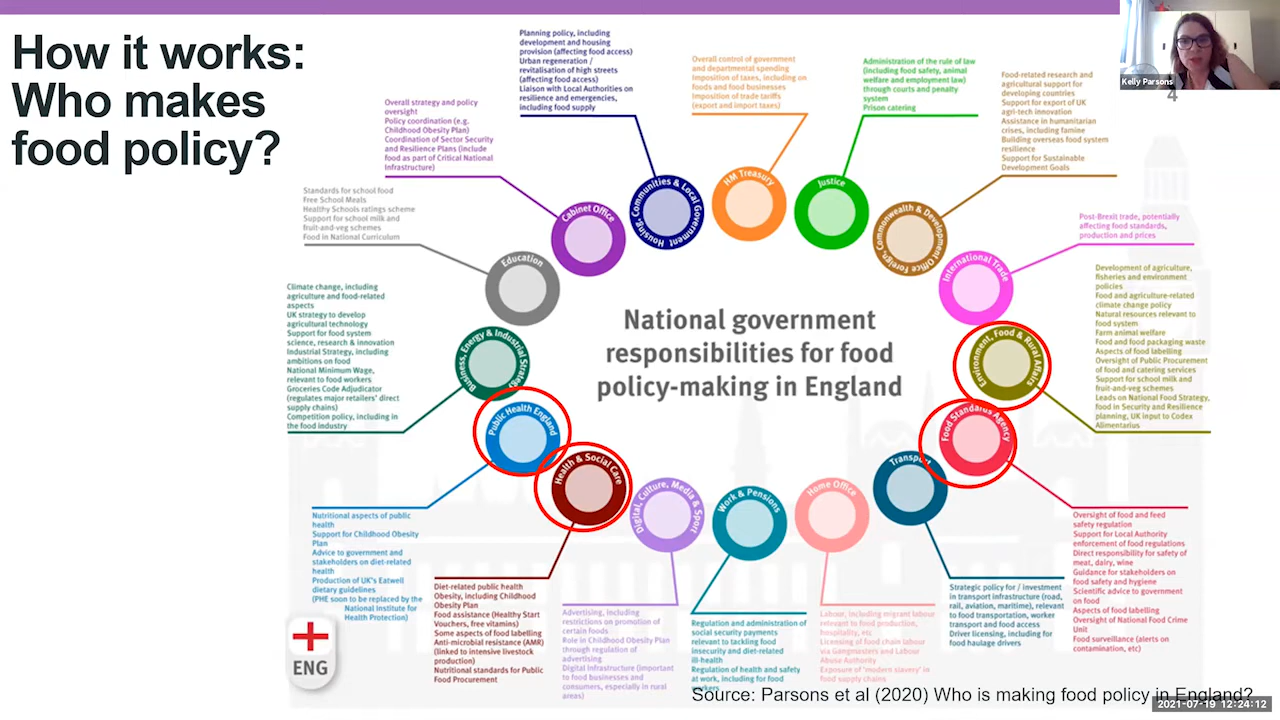 How it works:
Who makes
food policy?
Kelly Parsons
4
Planning policy, including
development and housing
provision (affecting food access)
Urban regeneration /
revitalisation of high streets
(affecting food access)
Liaison with Local Authorities on
resilience and emergencies,
including food supply
Overall control of government
and departmental spending
Imposition of taxes, including on
foods and food businesses
Imposition of trade tariffs
(export and import taxes)
Administration of the rule of law
(including food safety, animal
welfare and employment law)
through courts and penalty
system
Prison catering
Food-related research and
agricultural support for
developing countries
Support for export of UK
agri-tech innovation
Assistance in humanitarian
crises, including famine
Building overseas food system
resilience
Support for Sustainable
Development Goals
Overall strategy and policy
oversight
Policy coordination (e.g.
Childhood Obesity Plan)
Coordination of Sector Security
and Resilience Plans (include
food as part of Critical National
Infrastructure)
Standards for school food
Free School Meals
Healthy Schools ratings scheme
Support for school milk and
fruit-and-veg schemes
Food in National Curriculum
Post-Brexit trade, potentially
affecting food standards,
production and prices
Climate change, including
agriculture and food-related
aspects
UK strategy to develop
agricultural technology
Support for food system
science, research & innovation
Industrial Strategy, including
ambitions on food
National Minimum Wage,
relevant to food workers
Groceries Code Adjudicator
(regulates major retailers' direct
supply chains)
Competition policy, including in
the food industry
Development of agriculture,
fisheries and environment
policies
Food and agriculture-related
climate change policy
Natural resources relevant to
food system
Farm animal welfare
Food and food packaging waste
Aspects of food labelling
Oversight of Public Procurement
of food and catering services
Support for school milk and
fruit-and-veg schemes
Leads on National Food Strategy,
food in Security and Resilience
planning, UK input to Codex
Alimentarius
Education
Cabinet Office
Housing, Communities & Local Government
HM Treasury
Justice
Foreign, Commonwealth & Development Office
International Trade
Environment, Food & Rural Affairs
Food Standards Agency
Transport
Home Office
Work & Pensions
Digital, Culture, Media & Sport
Health & Social Care
Public Health England
Business, Energy & Industrial Strategy
National government
responsibilities for food
policy-making in England
Nutritional aspects of public
health
Support for Childhood Obesity
Plan
Advice to government and
stakeholders on diet-related
health
Production of UK's Eatwell
dietary guidelines
(PHE soon to be replaced by the
National Institute for
Health Protection)
Diet-related public health
Obesity, including Childhood
Obesity Plan
Food assistance (Healthy Start
Vouchers, free vitamins)
Some aspects of food labelling
Anti-microbial resistance (AMR)
(linked to intensive livestock
production)
Nutritional standards for Public
Food Procurement
Advertising, including
restrictions on promotion of
certain foods
Role in Childhood Obesity Plan
through regulation of
advertising
Digital Infrastructure (important
to food businesses and
consumers, especially in rural
areas)
Regulation and administration of
social security payments
relevant to tackling food
insecurity and diet-related
ill-health
Regulation of health and safety
at work, including for food
workers
Labour, including migrant labour
relevant to food production,
hospitality, etc
Licensing of food chain labour
via Gangmasters and Labour
Abuse Authority
Exposure of 'modern slavery' in
food supply chains
Strategic policy for / investment
in transport infrastructure (road,
rail, aviation, maritime), relevant
to food transportation, worker
transport and food access
Driver licensing, including for
food haulage drivers
Oversight of food and feed
safety regulation
Support for Local Authority
enforcement of food regulations
Direct responsibility for safety of
meat, dairy, wine
Guidance for stakeholders on
food safety and hygiene
Scientific advice to government
on food
Aspects of food labelling
Oversight of National Food Crime
Unit
Food surveillance (alerts on
contamination, etc)
ENG
Source: Parsons et al (2020) Who is making food policy in England?
2021-07-19 12:24:12